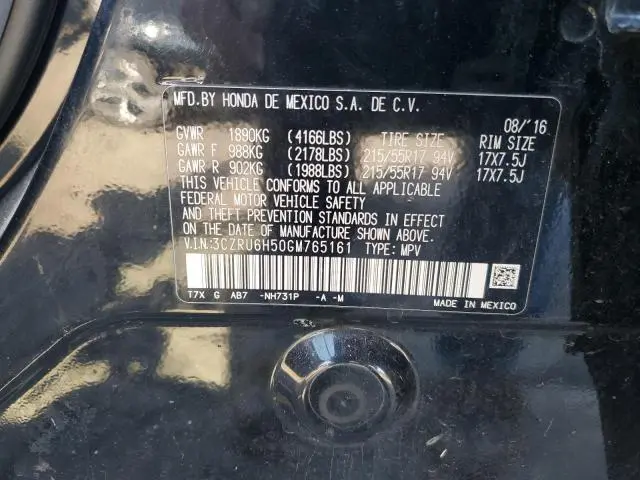 MFD.BY HONDA DE MEXICO S.A. DE C.V.
08/'16
GVWR 1890KG (4166LBS) TIRE SIZE RIM SIZE
GAWR F 988KG (2178LBS) 215/55R17 94V 17X7.5J
GAWR R 902KG (1988LBS) 215/55R17 94V 17X7.5J
THIS VEHICLE CONFORMS TO ALL APPLICABLE
FEDERAL MOTOR VEHICLE SAFETY
AND THEFT PREVENTION STANDARDS IN EFFECT
ON THE DATE OF MANUFACTURE SHOWN ABOVE.
V.I.N:3CZRU6H50GM765161 TYPE: MPV
T7X G AB7 -NH731P -A -M MADE IN MEXICO